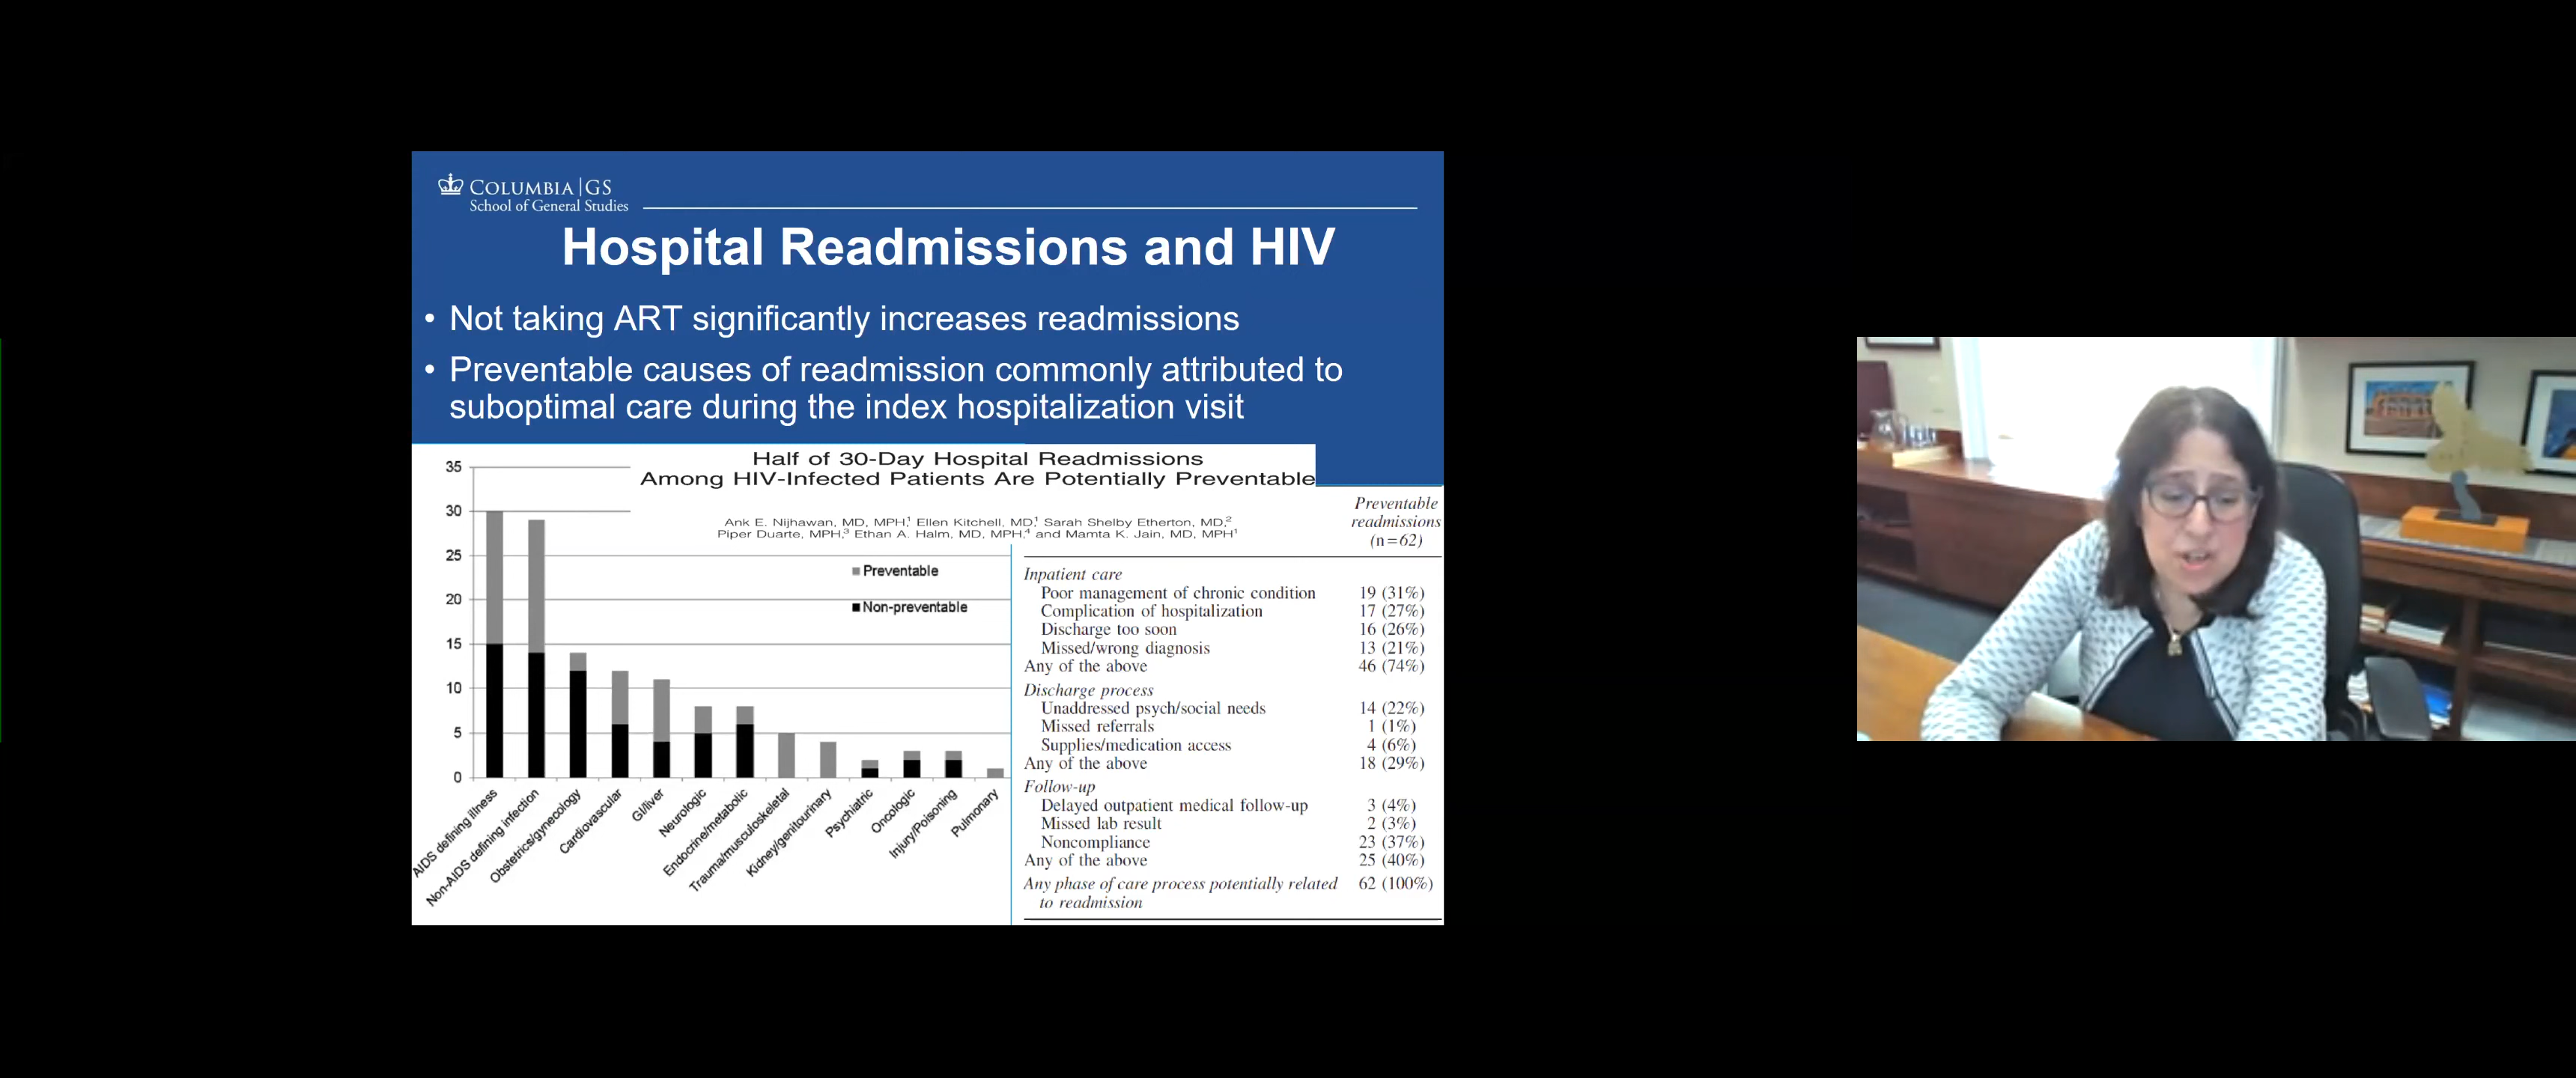 COLUMBIA | GS
School of General Studies
Hospital Readmissions and HIV
• Not taking ART significantly increases readmissions
• Preventable causes of readmission commonly attributed to
suboptimal care during the index hospitalization visit
Half of 30-Day Hospital Readmissions
Among HIV-Infected Patients Are Potentially Preventable
Ank E. Nijhawan, MD, MPH,1 Ellen Kitchell, MD,1 Sarah Shelby Etherton, MD,2
Piper Duarte, MPH,3 Ethan A. Halm, MD, MPH,4 and Mamta K. Jain, MD, MPH1
35
30
25
20
15
10
5
0
Preventable
Non-preventable
AIDS defining illness
Non-AIDS defining infection
Obstetrics/gynecology
Cardiovascular
GI/liver
Neurologic
Endocrine/metabolic
Trauma/musculoskeletal
Kidney/genitourinary
Psychiatric
Oncologic
Injury/Poisoning
Pulmonary
Preventable
readmissions
(n=62)
Inpatient care
Poor management of chronic condition 19 (31%)
Complication of hospitalization 17 (27%)
Discharge too soon 16 (26%)
Missed/wrong diagnosis 13 (21%)
Any of the above 46 (74%)
Discharge process
Unaddressed psych/social needs 14 (22%)
Missed referrals 1 (1%)
Supplies/medication access 4 (6%)
Any of the above 18 (29%)
Follow-up
Delayed outpatient medical follow-up 3 (4%)
Missed lab result 2 (3%)
Noncompliance 23 (37%)
Any of the above 25 (40%)
Any phase of care process potentially related 62 (100%)
to readmission